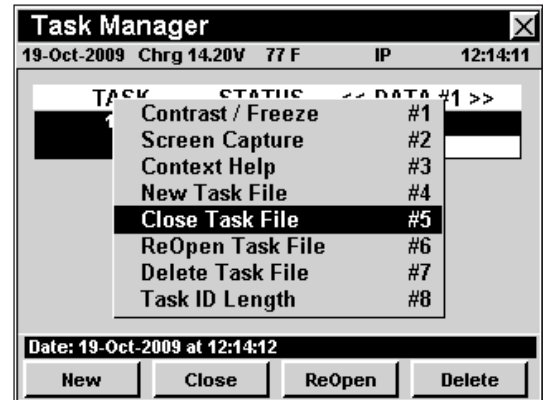 Task Manager
19-Oct-2009 Chrg 14.20V 77 F IP 12:14:11
<< DATA #1 >>
Contrast / Freeze #1
Screen Capture #2
Context Help #3
New Task File #4
Close Task File #5
ReOpen Task File #6
Delete Task File #7
Task ID Length #8
Date: 19-Oct-2009 at 12:14:12
New Close ReOpen Delete